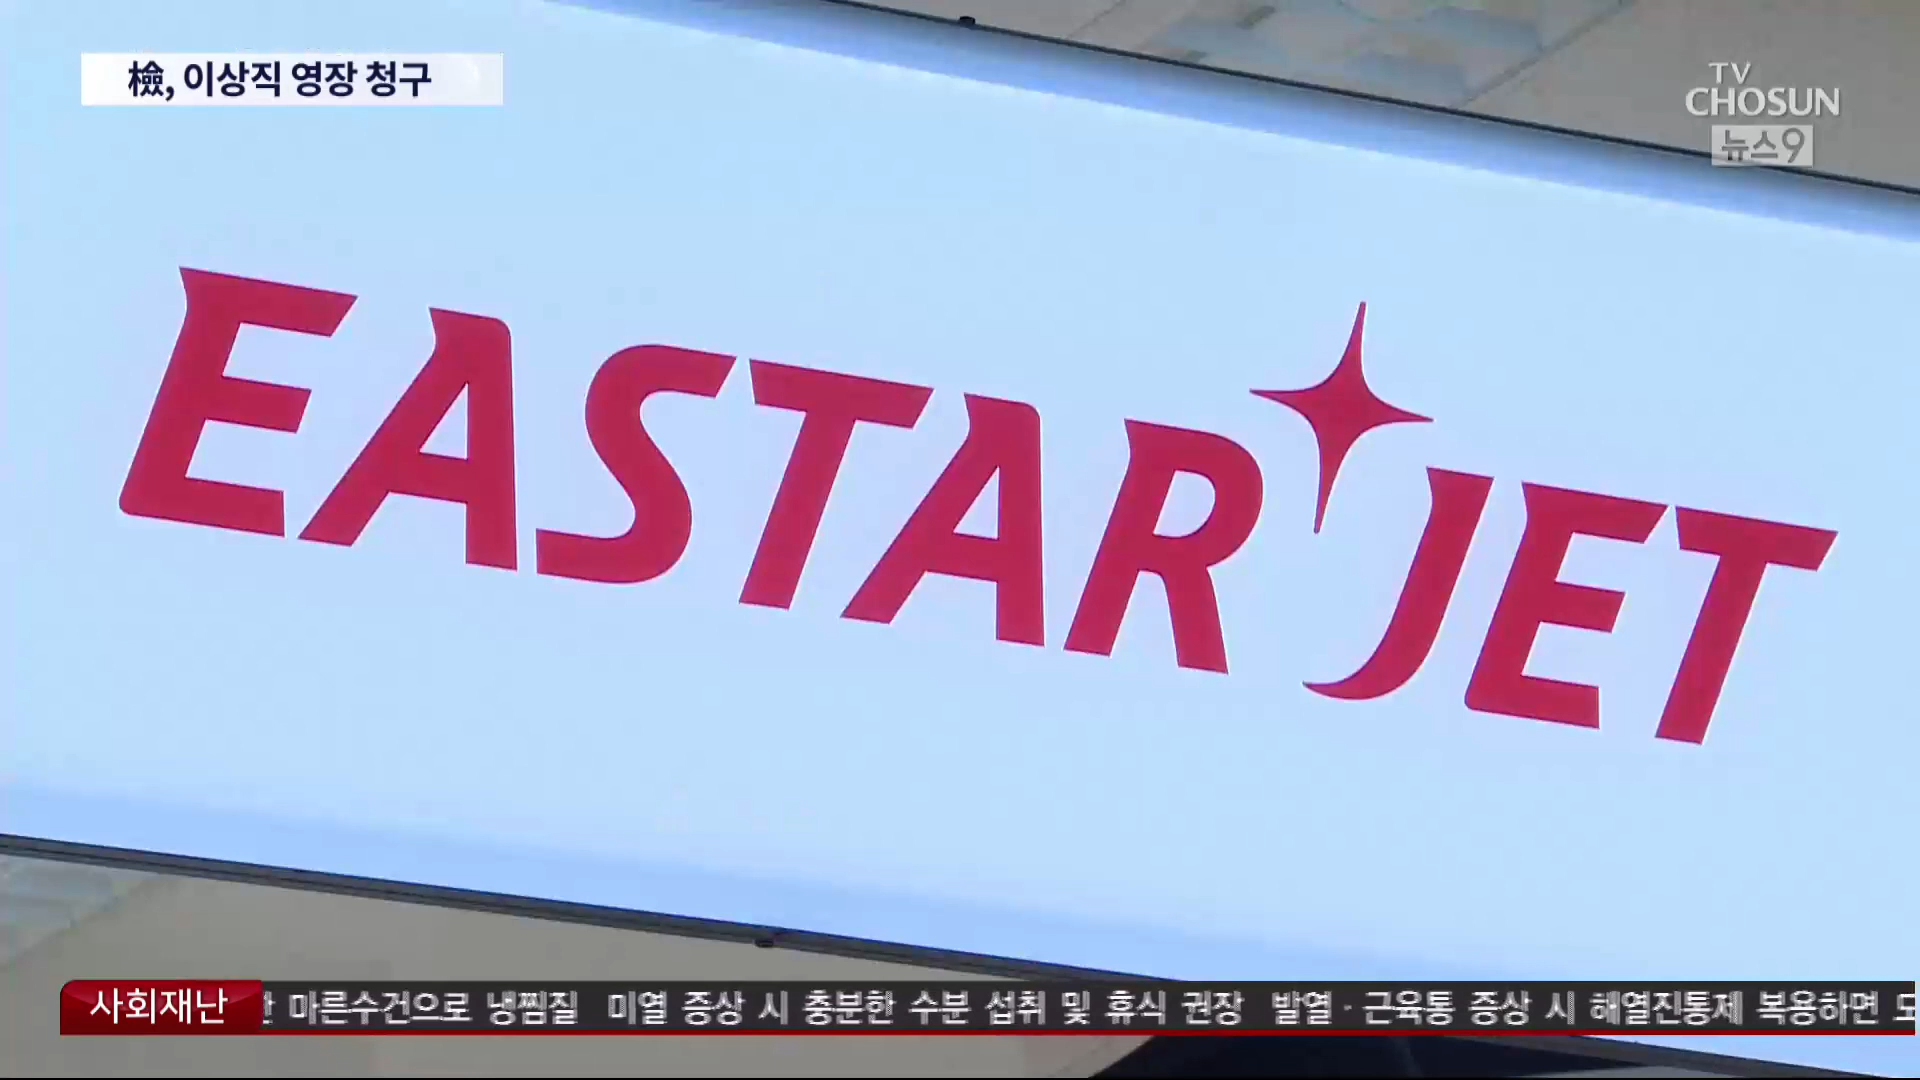 檢, 이상직 영장 청구
TV
CHOSUN
뉴스9
EASTAR JET
사회재난
마른수건으로 냉찜질 미열 증상 시 충분한 수분 섭취 및 휴식 권장 발열·근육통 증상 시 해열진통제 복용하면